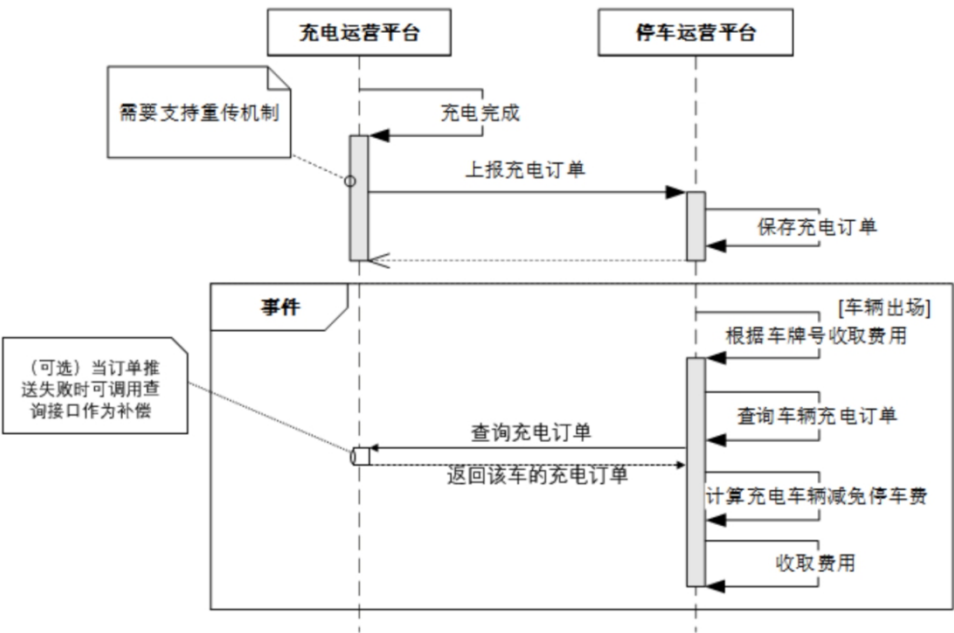 充电运营平台
停车运营平台
需要支持重传机制
充电完成
上报充电订单
保存充电订单
事件
[车辆出场]
根据车牌号收取费用
（可选）当订单推
送失败时可调用查
询接口作为补偿
查询车辆充电订单
查询充电订单
返回该车的充电订单
计算充电车辆减免停车费
收取费用